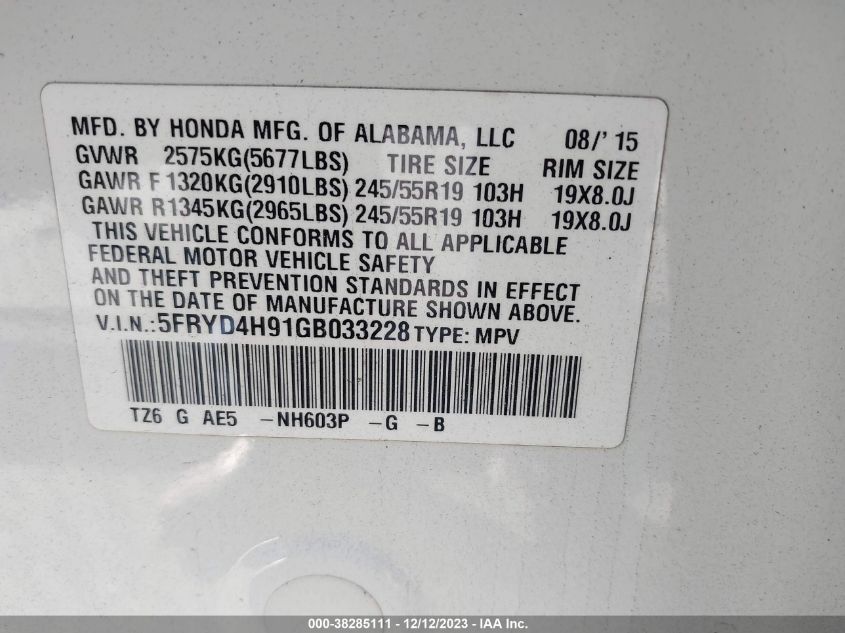 MFD. BY HONDA MFG. OF ALABAMA, LLC 08/' 15
GVWR 2575KG(5677LBS) TIRE SIZE RIM SIZE
GAWR F 1320KG(2910LBS) 245/55R19 103H 19X8.0J
GAWR R1345KG(2965LBS) 245/55R19 103H 19X8.0J
THIS VEHICLE CONFORMS TO ALL APPLICABLE
FEDERAL MOTOR VEHICLE SAFETY
AND THEFT PREVENTION STANDARDS IN EFFECT
ON THE DATE OF MANUFACTURE SHOWN ABOVE.
V.I.N.:5FRYD4H91GB033228 TYPE: MPV
TZ6 G AE5 -NH603P -G -B
000-38285111 - 12/12/2023 - IAA Inc.